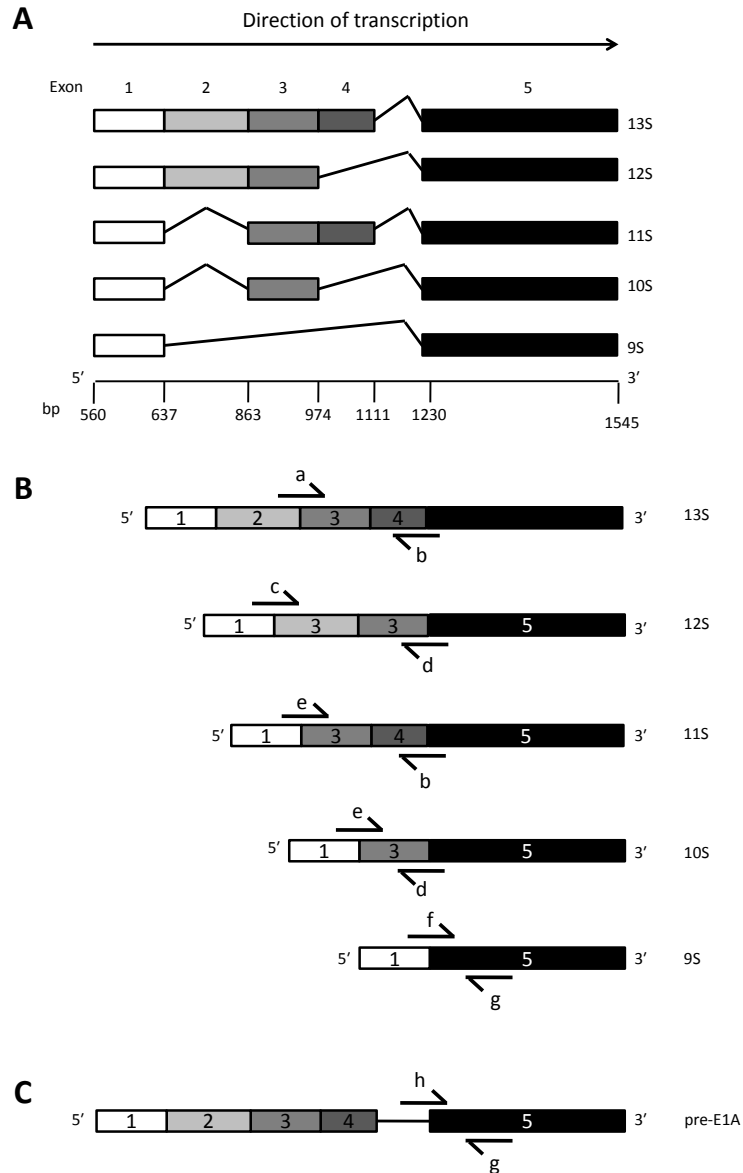 A
Direction of transcription
Exon 1 2 3 4 5
13S
12S
11S
10S
9S
5′ 3′
bp 560 637 863 974 1111 1230 1545
B
a
5′ 1 2 3 4 3′ 13S
b
c
5′ 1 3 3 5 3′ 12S
d
e
5′ 1 3 4 5 3′ 11S
b
e
5′ 1 3 5 3′ 10S
d
f
5′ 1 5 3′ 9S
g
C
h
5′ 1 2 3 4 5 3′ pre-E1A
g